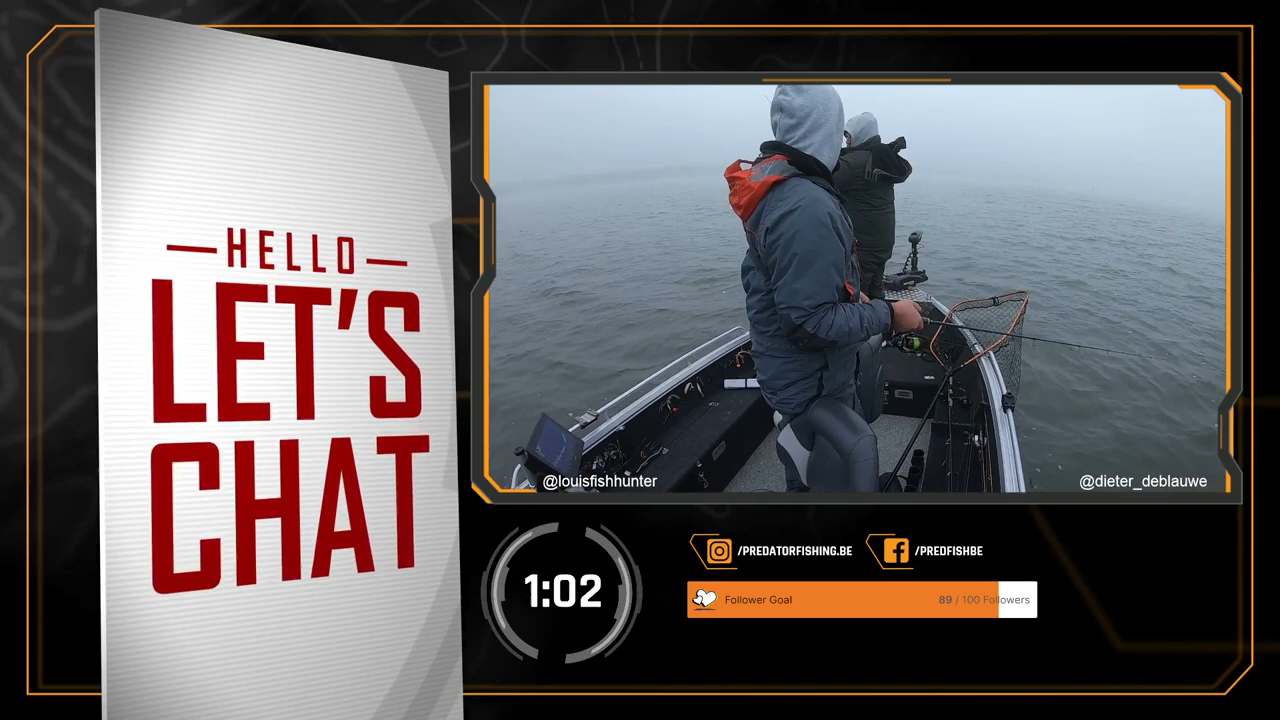 HELLO
LET'S
CHAT
@louisfishhunter
@dieter_deblauwe
1:02
/PREDATORFISHING.BE
/PREDFISHBE
Follower Goal
89 / 100 Followers